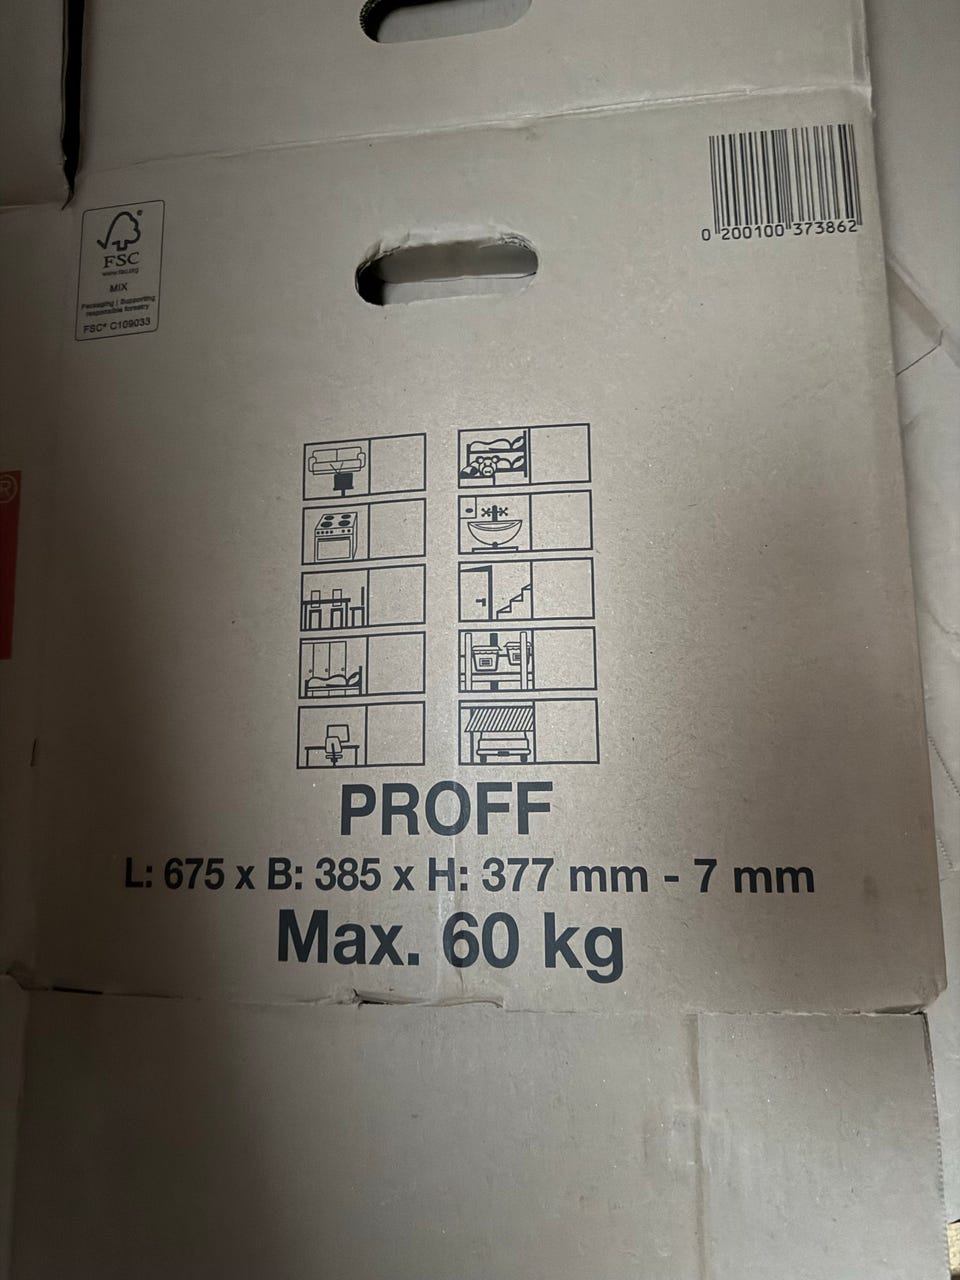 FSC
www.fsc.org
MIX
Packaging | Supporting
responsible forestry
FSC® C109033
0 200100 373862
®
PROFF
L: 675 x B: 385 x H: 377 mm - 7 mm
Max. 60 kg